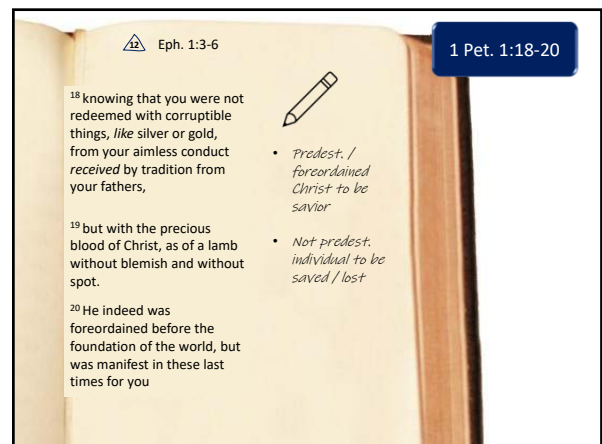 12 Eph. 1:3-6
1 Pet. 1:18-20
18 knowing that you were not
redeemed with corruptible
things, like silver or gold,
from your aimless conduct
received by tradition from
your fathers,
19 but with the precious
blood of Christ, as of a lamb
without blemish and without
spot.
20 He indeed was
foreordained before the
foundation of the world, but
was manifest in these last
times for you
• Predest. /
foreordained
Christ to be
savior
• Not predest.
individual to be
saved / lost